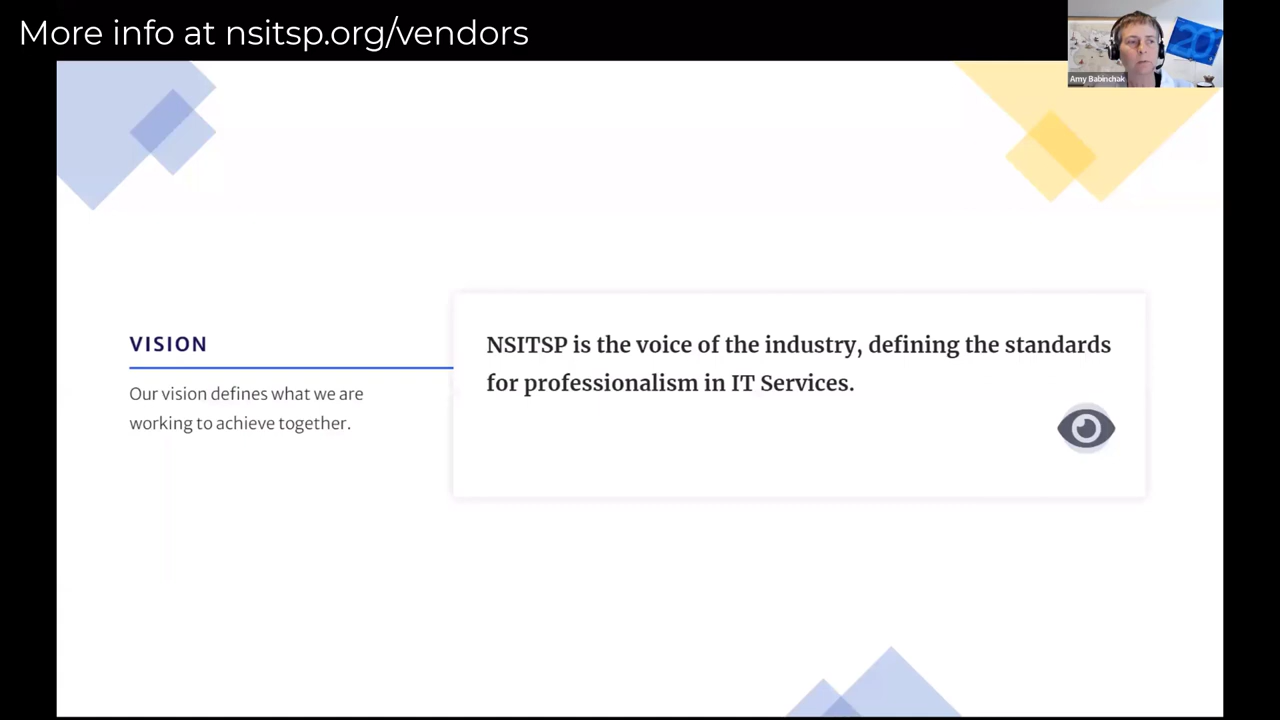 More info at nsitsp.org/vendors
Amy Babinchak
VISION
Our vision defines what we are
working to achieve together.
NSITSP is the voice of the industry, defining the standards
for professionalism in IT Services.
20